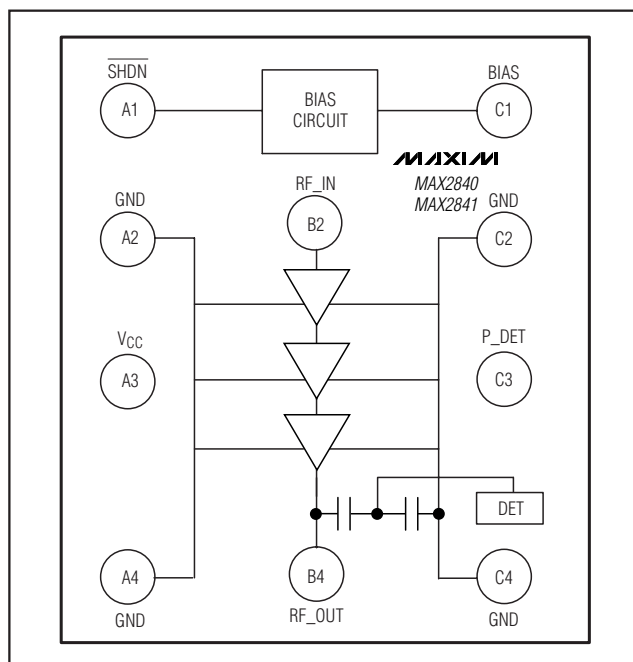 SHDN
BIAS
A1
BIAS
CIRCUIT
C1
MAXIM
MAX2840
MAX2841
GND
RF_IN
GND
A2
B2
C2
VCC
P_DET
A3
C3
DET
A4
B4
C4
GND
RF_OUT
GND